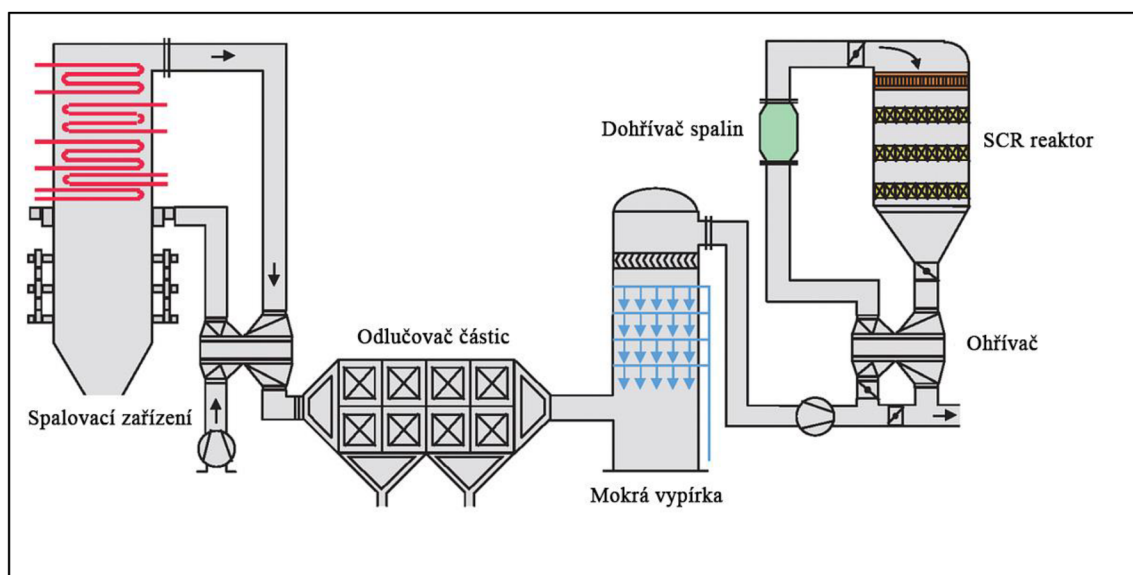 Dohřívač spalin
SCR reaktor
Odlučovač částic
Ohřívač
Spalovací zařízení
Mokrá vypírka